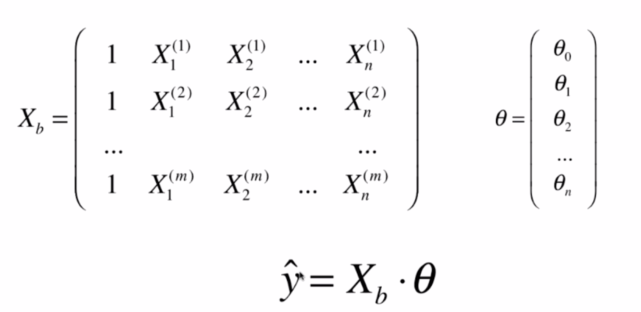 X_b = ( 1 X_1^{(1)} X_2^{(1)} ... X_n^{(1)}
1 X_1^{(2)} X_2^{(2)} ... X_n^{(2)}
... ...
1 X_1^{(m)} X_2^{(m)} ... X_n^{(m)} )
θ = ( θ_0
θ_1
θ_2
...
θ_n )
ŷ = X_b · θ